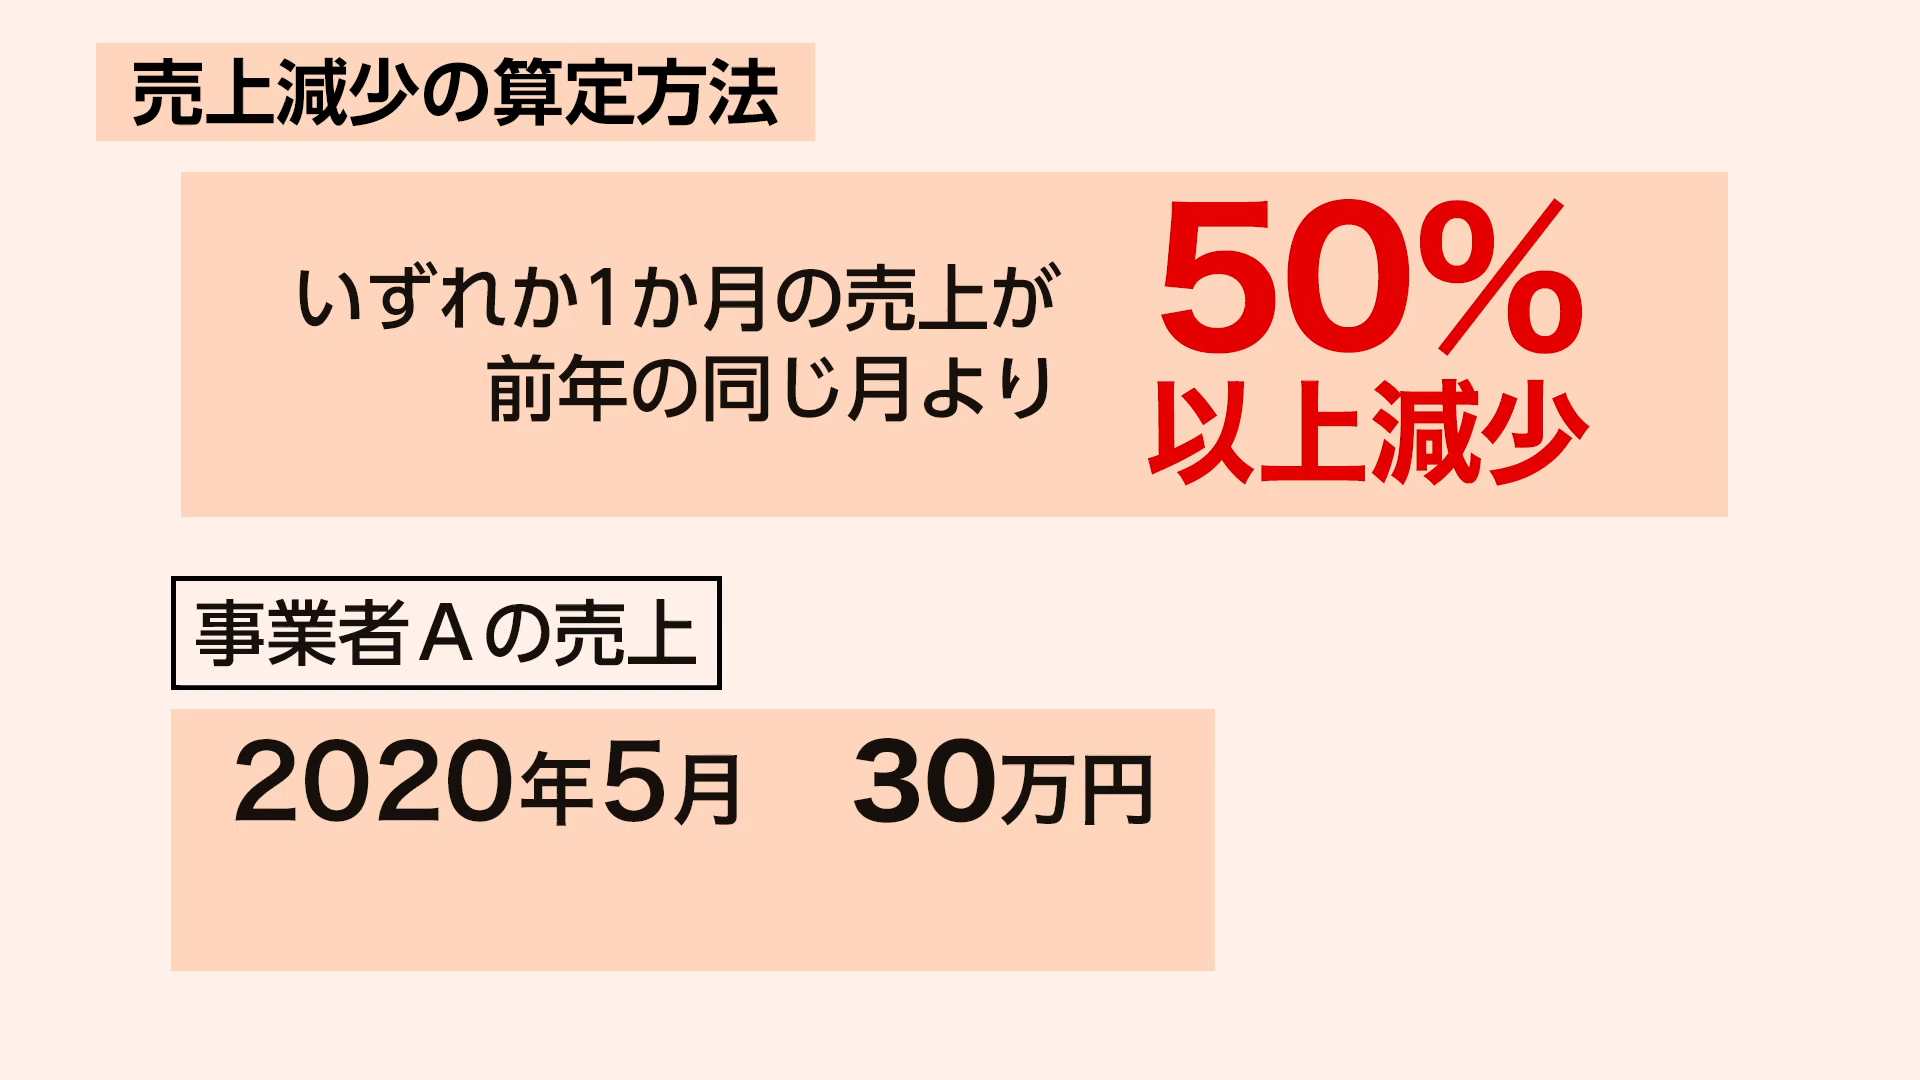 売上減少の算定方法
いずれか1か月の売上が
前年の同じ月より
50%
以上減少
事業者Aの売上
2020年5月　30万円